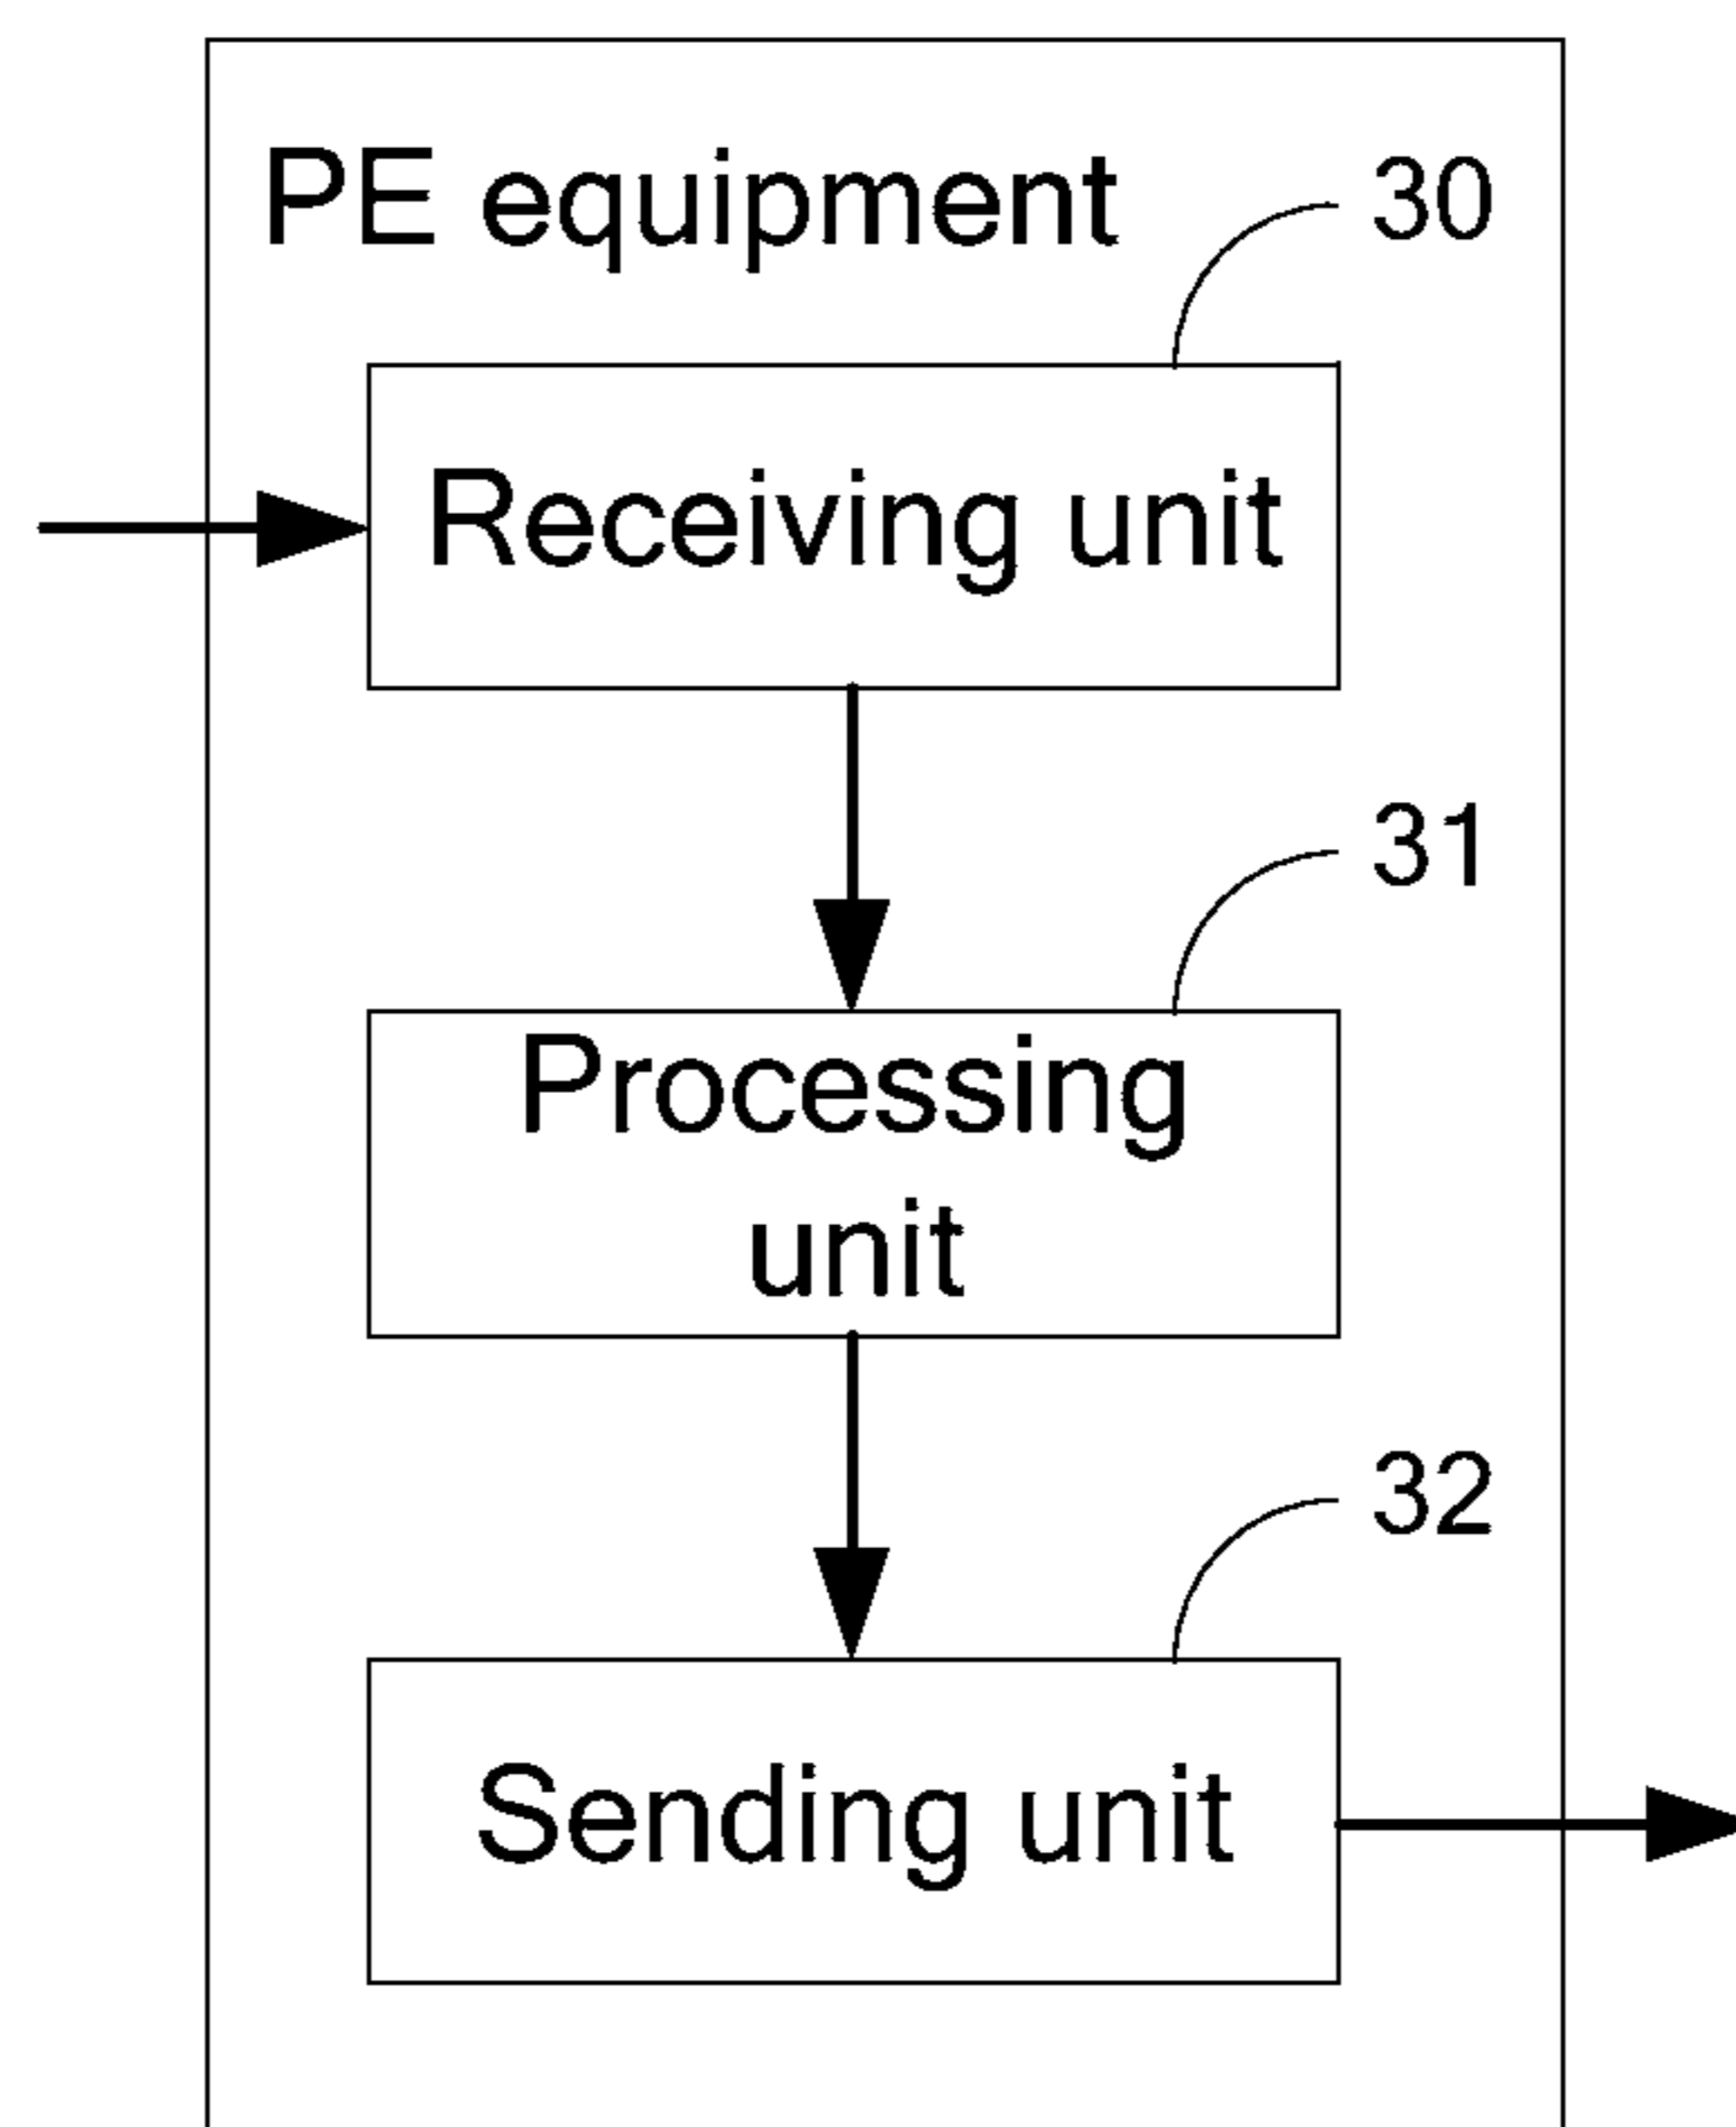 PE equipment
30
Receiving unit
31
Processing
unit
32
Sending unit